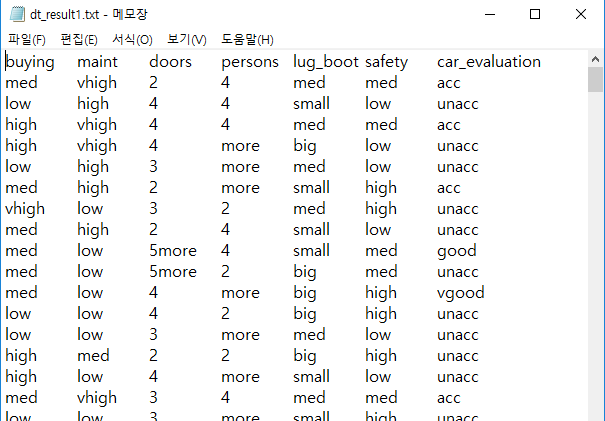 dt_result1.txt - 메모장
파일(F) 편집(E) 서식(O) 보기(V) 도움말(H)
buying maint doors persons lug_boot safety car_evaluation
med vhigh 2 4 med med acc
low high 4 4 small low unacc
high vhigh 4 4 med med acc
high vhigh 4 more big low unacc
low high 3 more med low unacc
med high 2 more small high acc
vhigh low 3 2 med high unacc
med high 2 4 small low unacc
med low 5more 4 small med good
med low 5more 2 big med unacc
med low 4 more big high vgood
low low 4 2 big high unacc
low low 3 more med low unacc
high med 2 2 big high unacc
high low 4 more small low unacc
med vhigh 3 4 med med acc
low low 3 more small high unacc